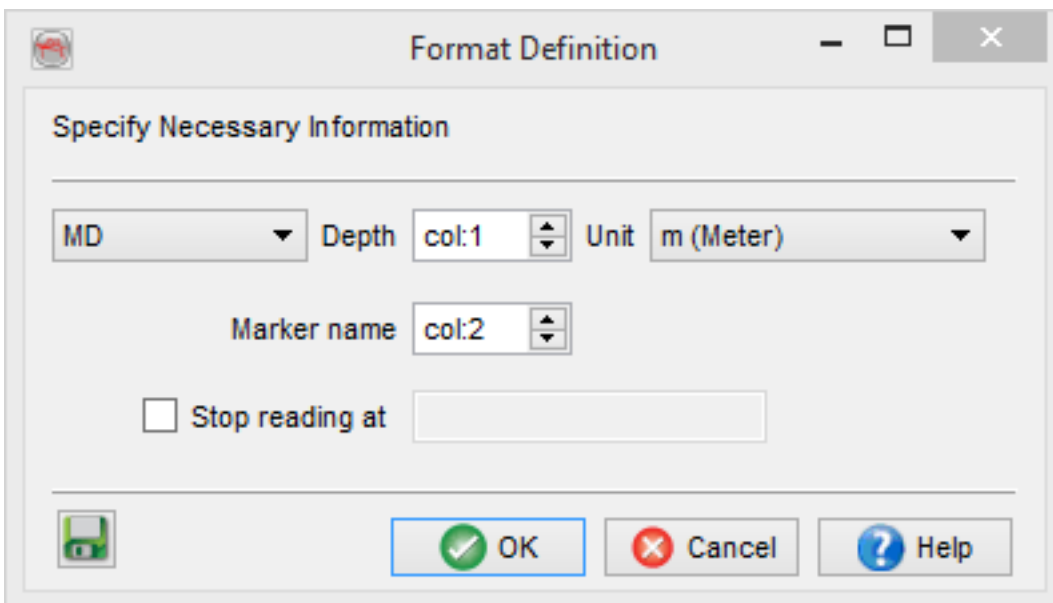 Format Definition
Specify Necessary Information
MD Depth col:1 Unit m (Meter)
Marker name col:2
Stop reading at
OK Cancel Help